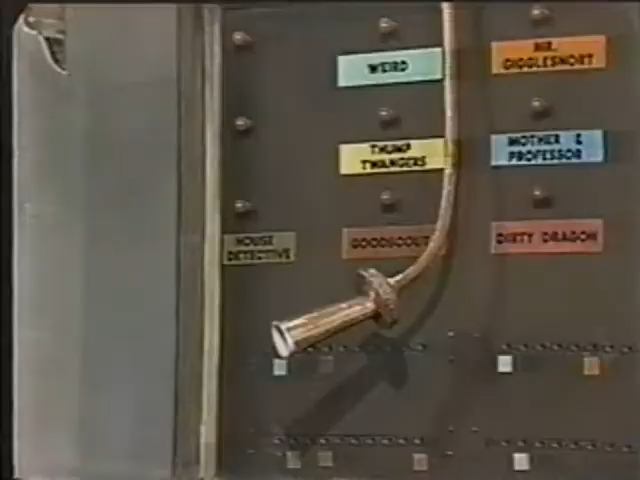 WEIRD
MR.
GIGGLESNORT
THUMP
TWANGERS
MOTHER &
PROFESSOR
HOUSE
DETECTIVE
GOODSCOUT
DIRTY DRAGON